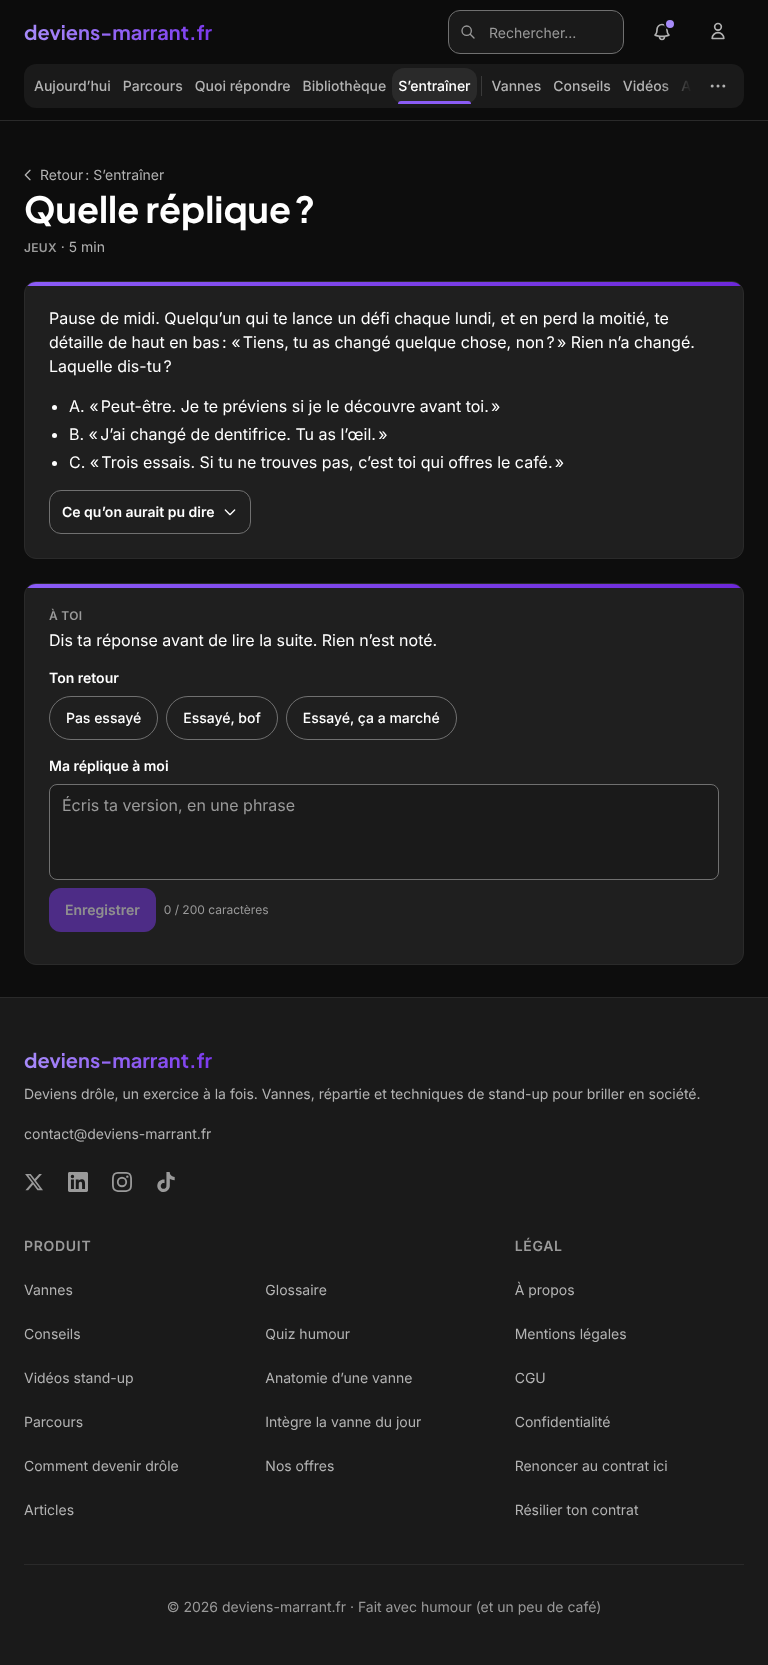 deviens-marrant.fr
Rechercher...
Aujourd’hui Parcours Quoi répondre Bibliothèque S’entraîner Vannes Conseils Vidéos A
Retour : S’entraîner
Quelle réplique ?
JEUX · 5 min
Pause de midi. Quelqu’un qui te lance un défi chaque lundi, et en perd la moitié, te
détaille de haut en bas : « Tiens, tu as changé quelque chose, non ? » Rien n’a changé.
Laquelle dis-tu ?
• A. « Peut-être. Je te préviens si je le découvre avant toi. »
• B. « J’ai changé de dentifrice. Tu as l’œil. »
• C. « Trois essais. Si tu ne trouves pas, c’est toi qui offres le café. »
Ce qu’on aurait pu dire
À TOI
Dis ta réponse avant de lire la suite. Rien n’est noté.
Ton retour
Pas essayé Essayé, bof Essayé, ça a marché
Ma réplique à moi
Écris ta version, en une phrase
Enregistrer 0 / 200 caractères
deviens-marrant.fr
Deviens drôle, un exercice à la fois. Vannes, répartie et techniques de stand-up pour briller en société.
contact@deviens-marrant.fr
PRODUIT
Vannes
Conseils
Vidéos stand-up
Parcours
Comment devenir drôle
Articles
Glossaire
Quiz humour
Anatomie d’une vanne
Intègre la vanne du jour
Nos offres
LÉGAL
À propos
Mentions légales
CGU
Confidentialité
Renoncer au contrat ici
Résilier ton contrat
© 2026 deviens-marrant.fr · Fait avec humour (et un peu de café)